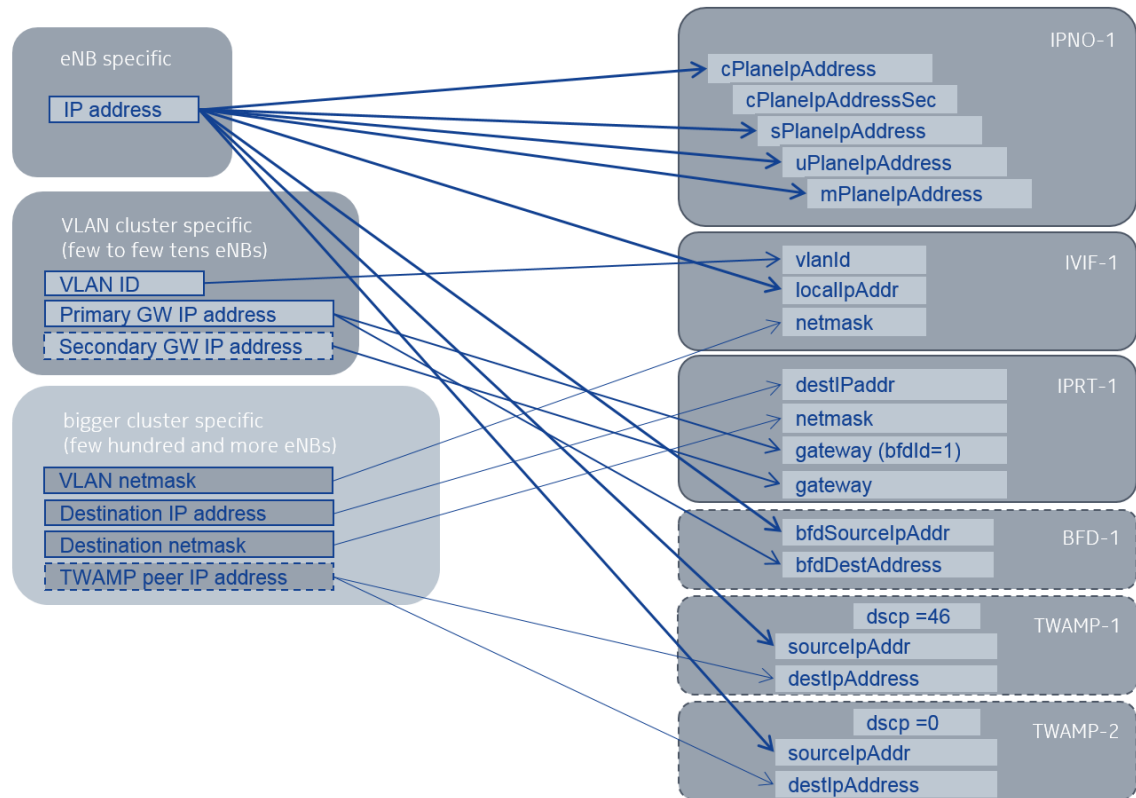 eNB specific
IP address
VLAN cluster specific
(few to few tens eNBs)
VLAN ID
Primary GW IP address
Secondary GW IP address
bigger cluster specific
(few hundred and more eNBs)
VLAN netmask
Destination IP address
Destination netmask
TWAMP peer IP address
IPNO-1
cPlaneIpAddress
cPlaneIpAddressSec
sPlaneIpAddress
uPlaneIpAddress
mPlaneIpAddress
IVIF-1
vlanId
localIpAddr
netmask
IPRT-1
destIPaddr
netmask
gateway (bfdId=1)
gateway
BFD-1
bfdSourceIpAddr
bfdDestAddress
TWAMP-1
dscp =46
sourceIpAddr
destIpAddress
TWAMP-2
dscp =0
sourceIpAddr
destIpAddress